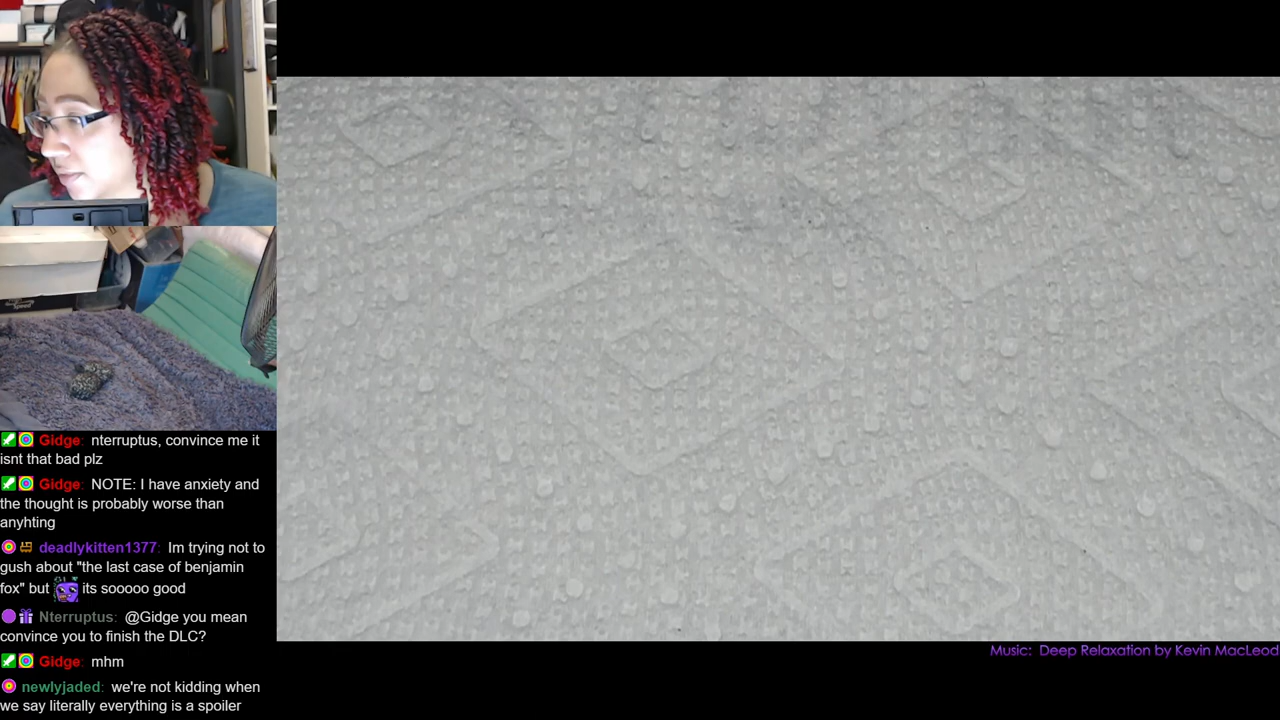 Gidge: nterruptus, convince me it
isnt that bad plz
Gidge: NOTE: I have anxiety and
the thought is probably worse than
anyhting
deadlykitten1377: Im trying not to
gush about "the last case of benjamin
fox" but its sooooo good
Nterruptus: @Gidge you mean
convince you to finish the DLC?
Gidge: mhm
newlyjaded: we're not kidding when
we say literally everything is a spoiler
Music: Deep Relaxation by Kevin MacLeod